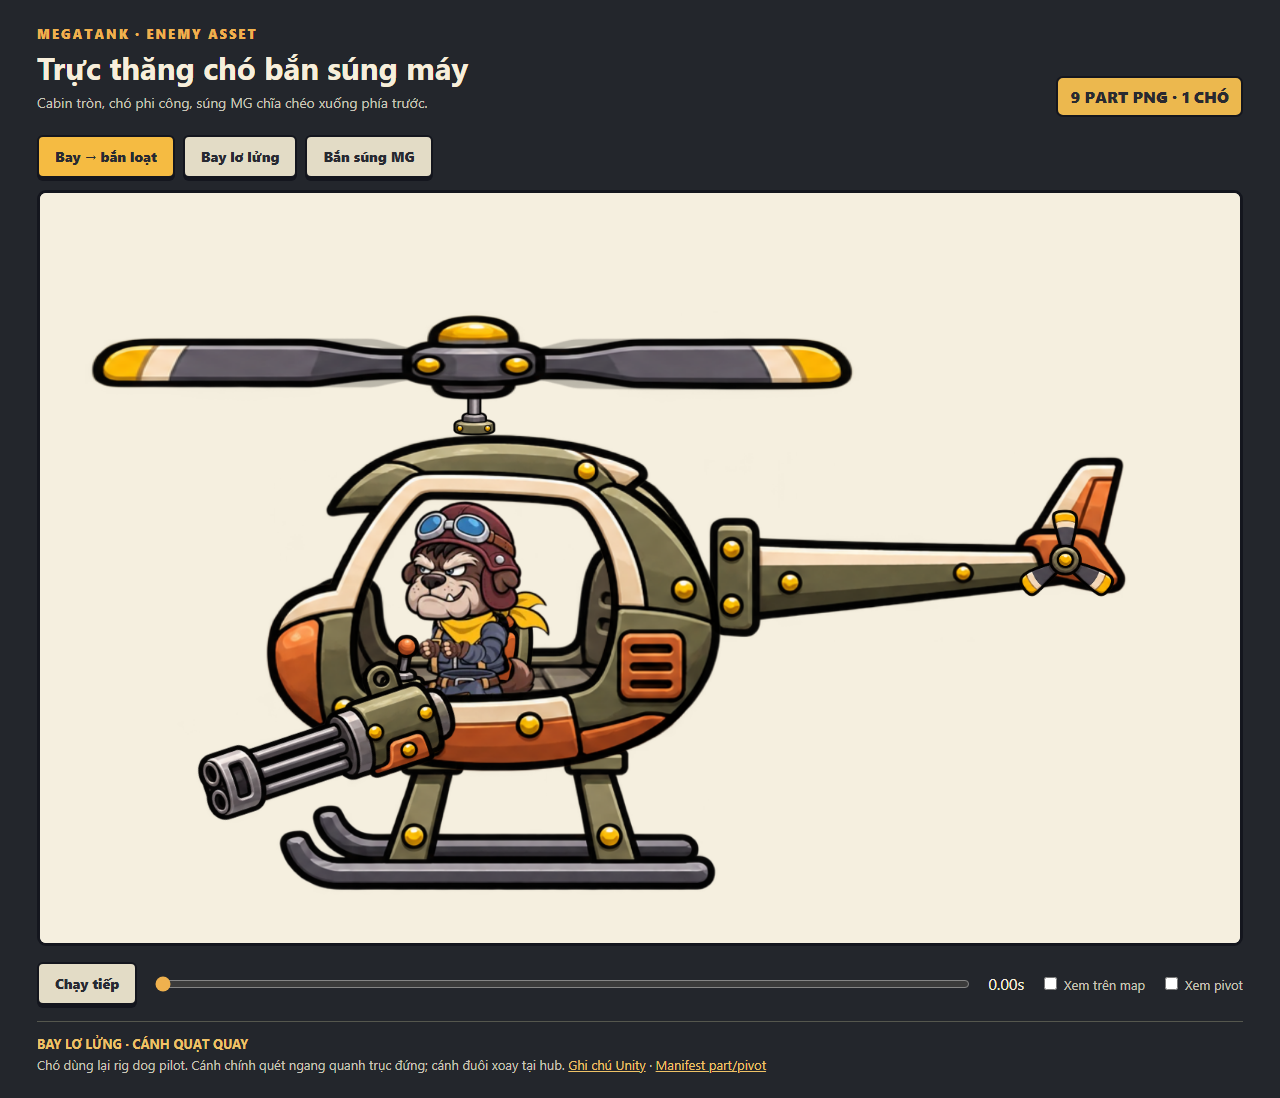 MEGATANK · ENEMY ASSET
Trực thăng chó bắn súng máy
Cabin tròn, chó phi công, súng MG chĩa chéo xuống phía trước.
9 PART PNG · 1 CHÓ
Bay → bắn loạt
Bay lơ lửng
Bắn súng MG
Chạy tiếp
0.00s
Xem trên map
Xem pivot
BAY LƠ LỬNG · CÁNH QUẠT QUAY
Chó dùng lại rig dog pilot. Cánh chính quét ngang quanh trục đứng; cánh đuôi xoay tại hub. Ghi chú Unity · Manifest part/pivot